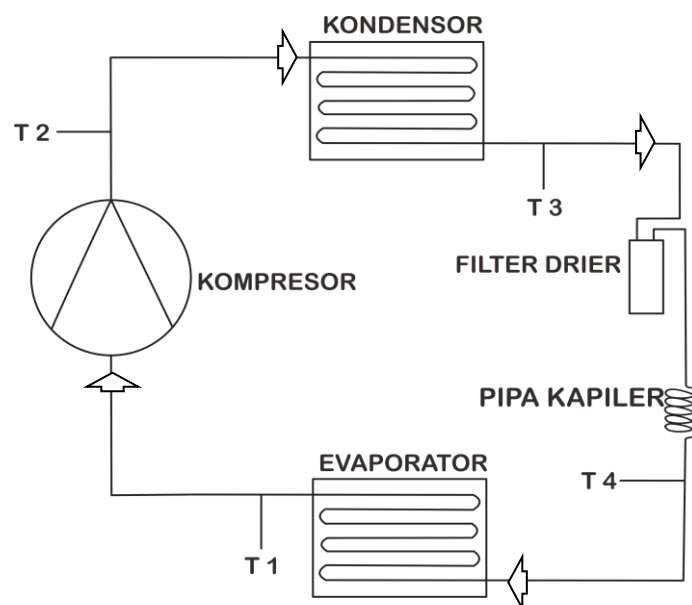 KONDENSOR
T 2
T 3
FILTER DRIER
KOMPRESOR
PIPA KAPILER
EVAPORATOR
T 4
T 1